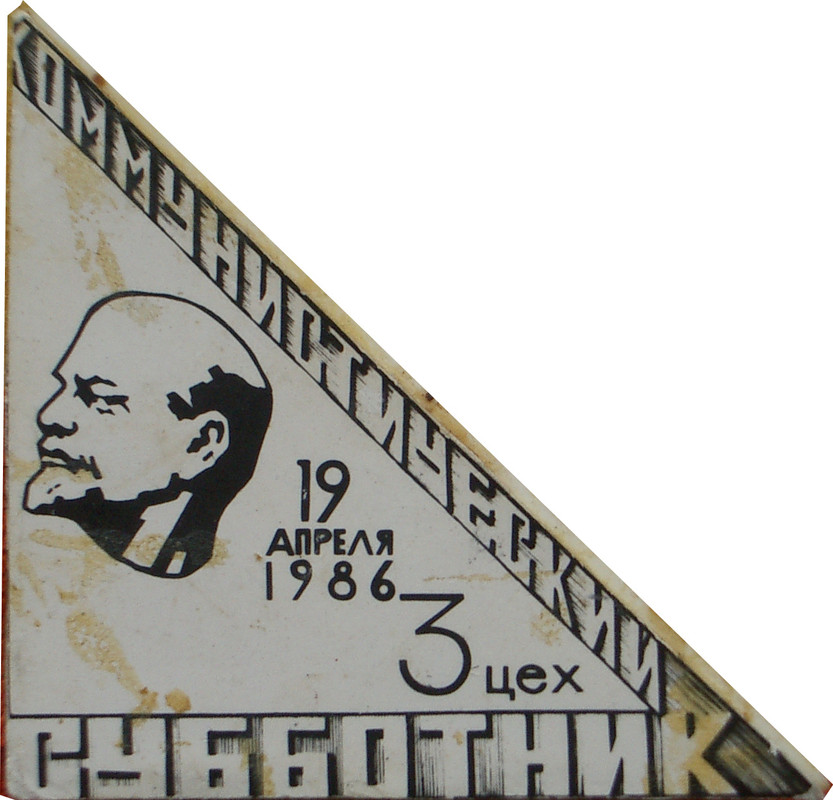 КОММУНИСТИЧЕСКИЙ
19
АПРЕЛЯ
1986
3 цех
СУББОТНИК